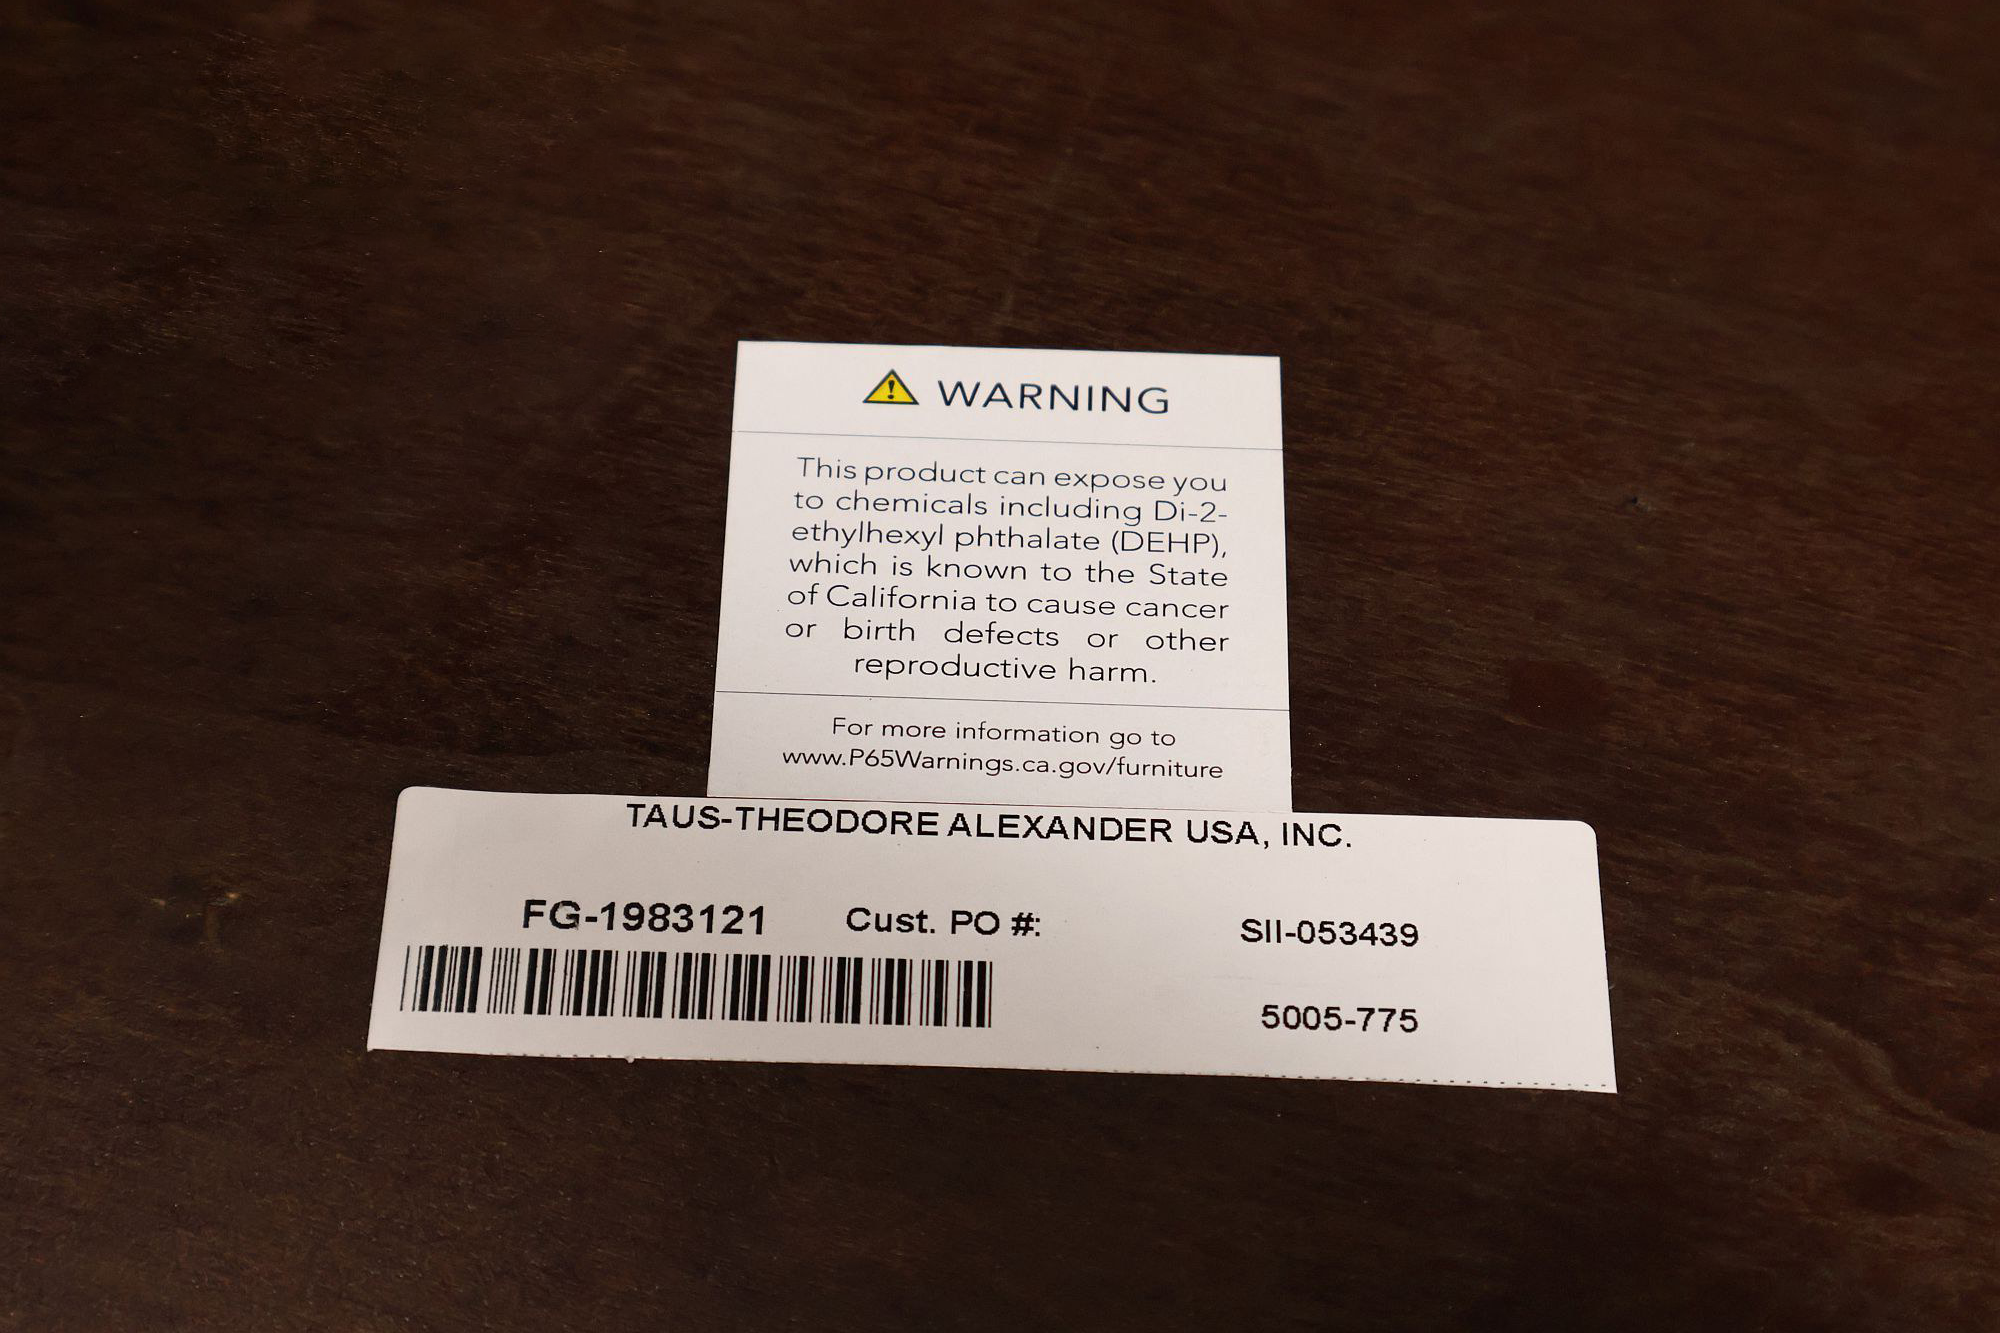 WARNING
This product can expose you
to chemicals including Di-2-
ethylhexyl phthalate (DEHP),
which is known to the State
of California to cause cancer
or birth defects or other
reproductive harm.
For more information go to
www.P65Warnings.ca.gov/furniture
TAUS-THEODORE ALEXANDER USA, INC.
FG-1983121 Cust. PO #: SII-053439
5005-775